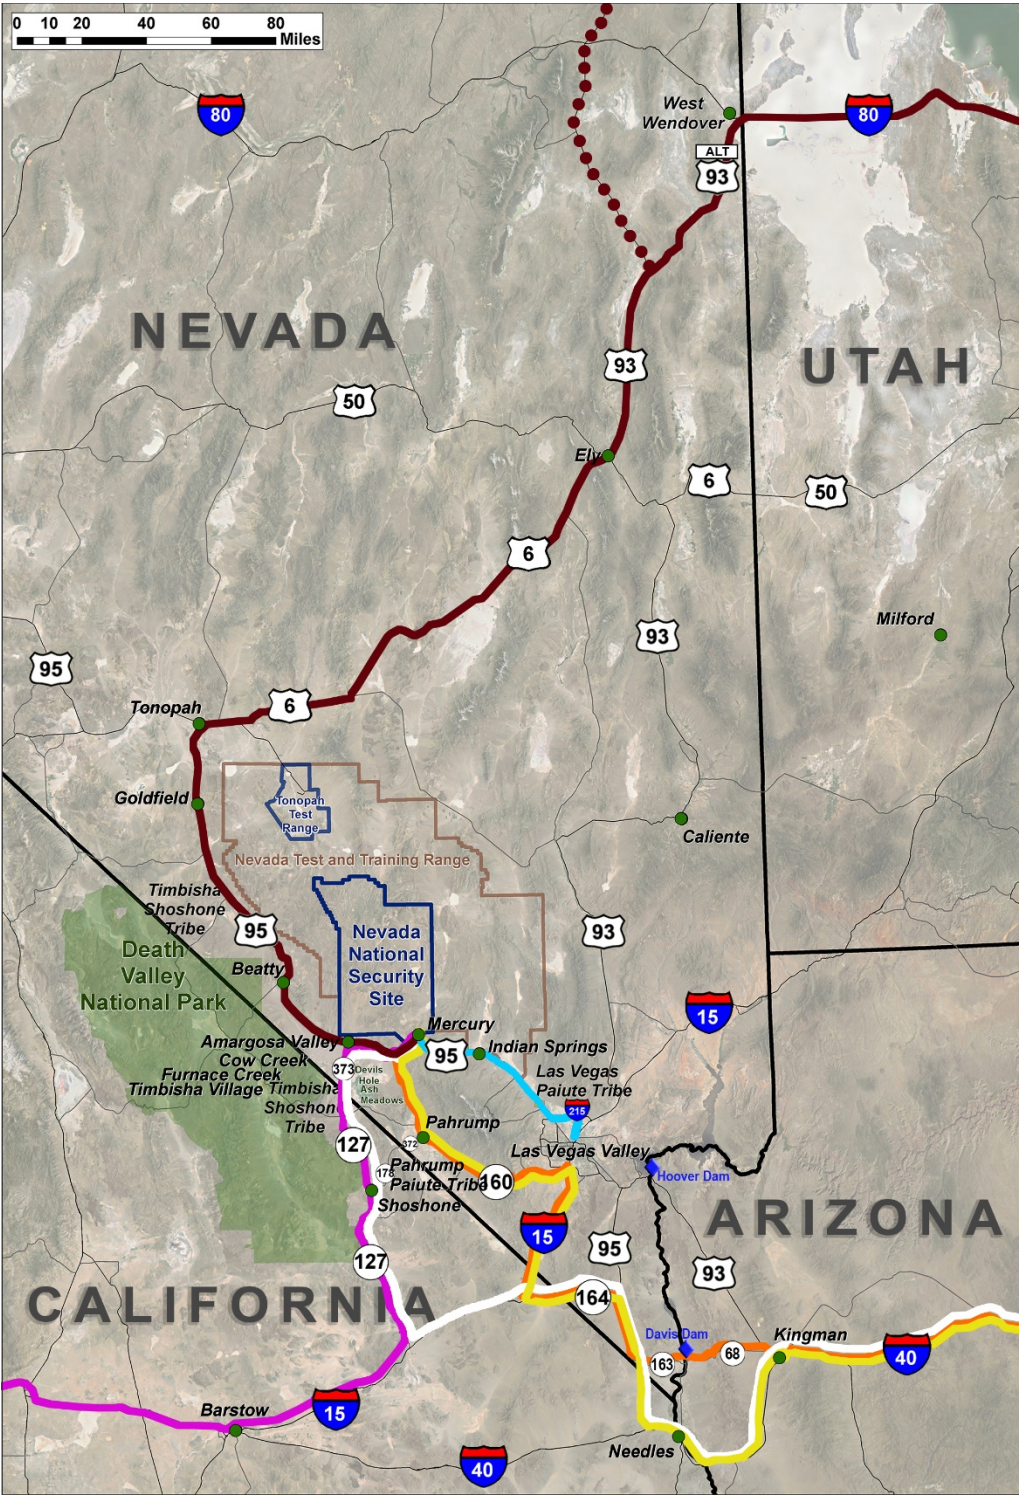 0 10 20 40 60 80
Miles
80
West
Wendover
80
ALT
93
NEVADA
93
UTAH
50
Ely
6
50
6
93
Milford
95
Tonopah
6
Goldfield
Tonopah
Test
Range
Caliente
Nevada Test and Training Range
Timbisha
Shoshone
Tribe
95
Nevada
National
Security
Site
93
Death
Valley
National Park
Beatty
15
Mercury
Amargosa Valley
95
Indian Springs
Cow Creek
373
Devils
Hole
Ash
Meadows
Furnace Creek
Timbisha Village
Timbisha
Shoshone
Tribe
Las Vegas
Paiute Tribe
215
Pahrump
127
372
Las Vegas Valley
178
Pahrump
Paiute Tribe
160
Hoover Dam
Shoshone
ARIZONA
15
95
127
93
CALIFORNIA
164
Davis Dam
Kingman
163
68
40
Barstow
15
Needles
40